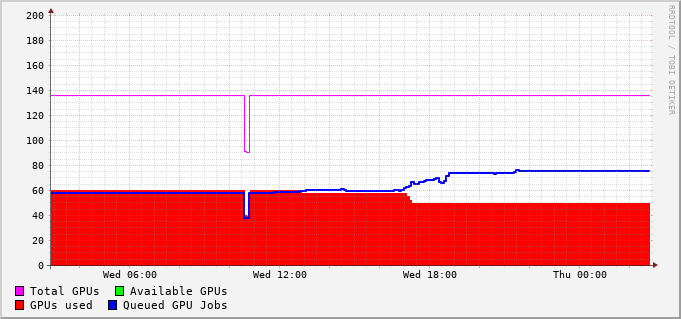 200
180
160
140
120
100
80
60
40
20
0
Wed 06:00 Wed 12:00 Wed 18:00 Thu 00:00
Total GPUs Available GPUs
GPUs used Queued GPU Jobs
RRDTOOL / TOBI OETIKER